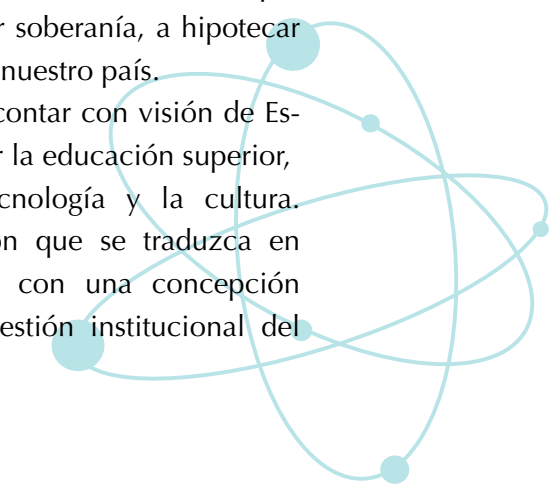 r soberanía, a hipotecar
nuestro país.
contar con visión de Es-
r la educación superior,
cnología y la cultura.
ón que se traduzca en
con una concepción
estión institucional del